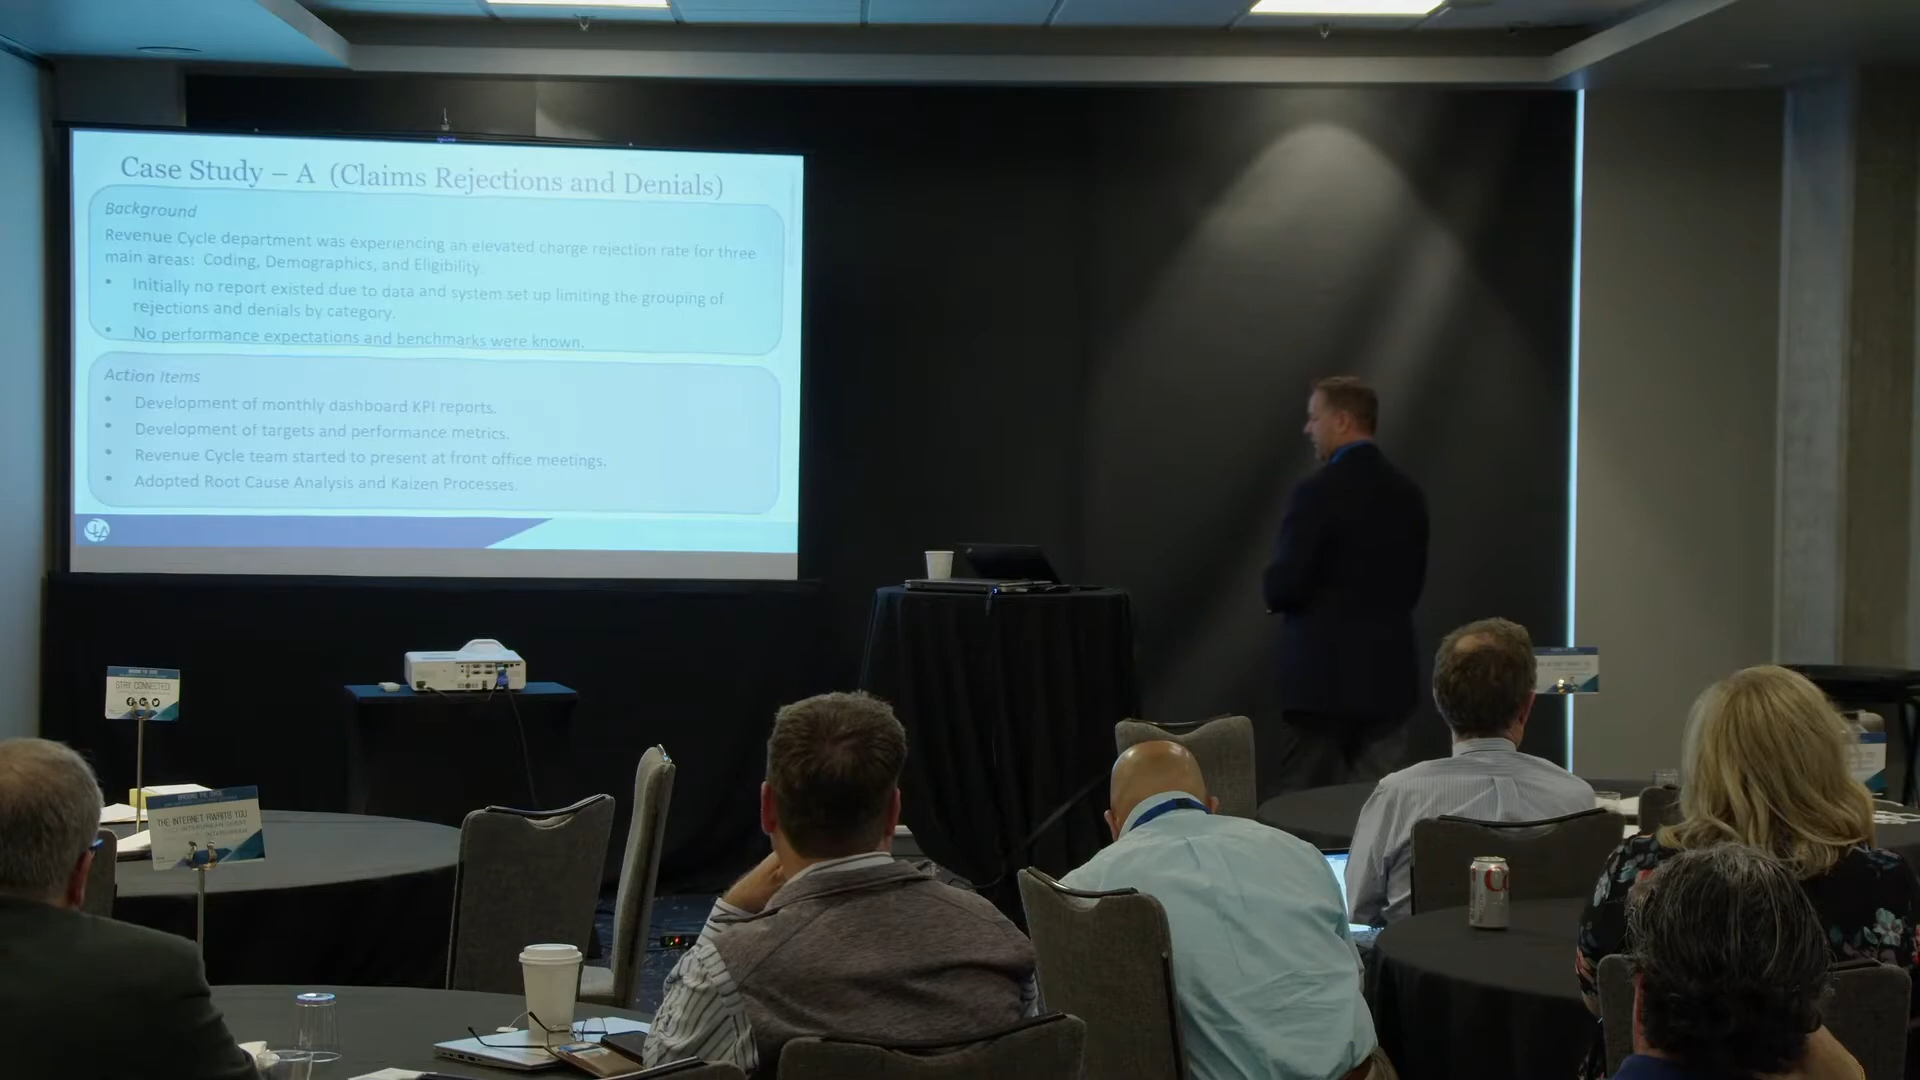 Case Study – A (Claims Rejections and Denials)
Background
Revenue Cycle department was experiencing an elevated charge rejection rate for three
main areas: Coding, Demographics, and Eligibility.
• Initially no report existed due to data and system set up limiting the grouping of
rejections and denials by category.
• No performance expectations and benchmarks were known.
Action Items
• Development of monthly dashboard KPI reports.
• Development of targets and performance metrics.
• Revenue Cycle team started to present at front office meetings.
• Adopted Root Cause Analysis and Kaizen Processes.
STAY CONNECTED!
THE INTERNET AWAITS YOU